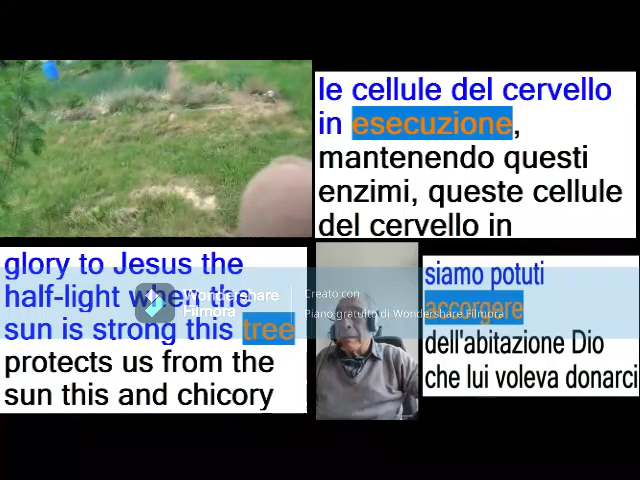 le cellule del cervello
in esecuzione,
mantenendo questi
enzimi, queste cellule
del cervello in
glory to Jesus the
half-light when the
sun is strong this tree
protects us from the
sun this and chicory
Wondershare
Filmora
Creato con
Piano gratuito di Wondershare Filmora
siamo potuti
accorgere
dell'abitazione Dio
che lui voleva donarci